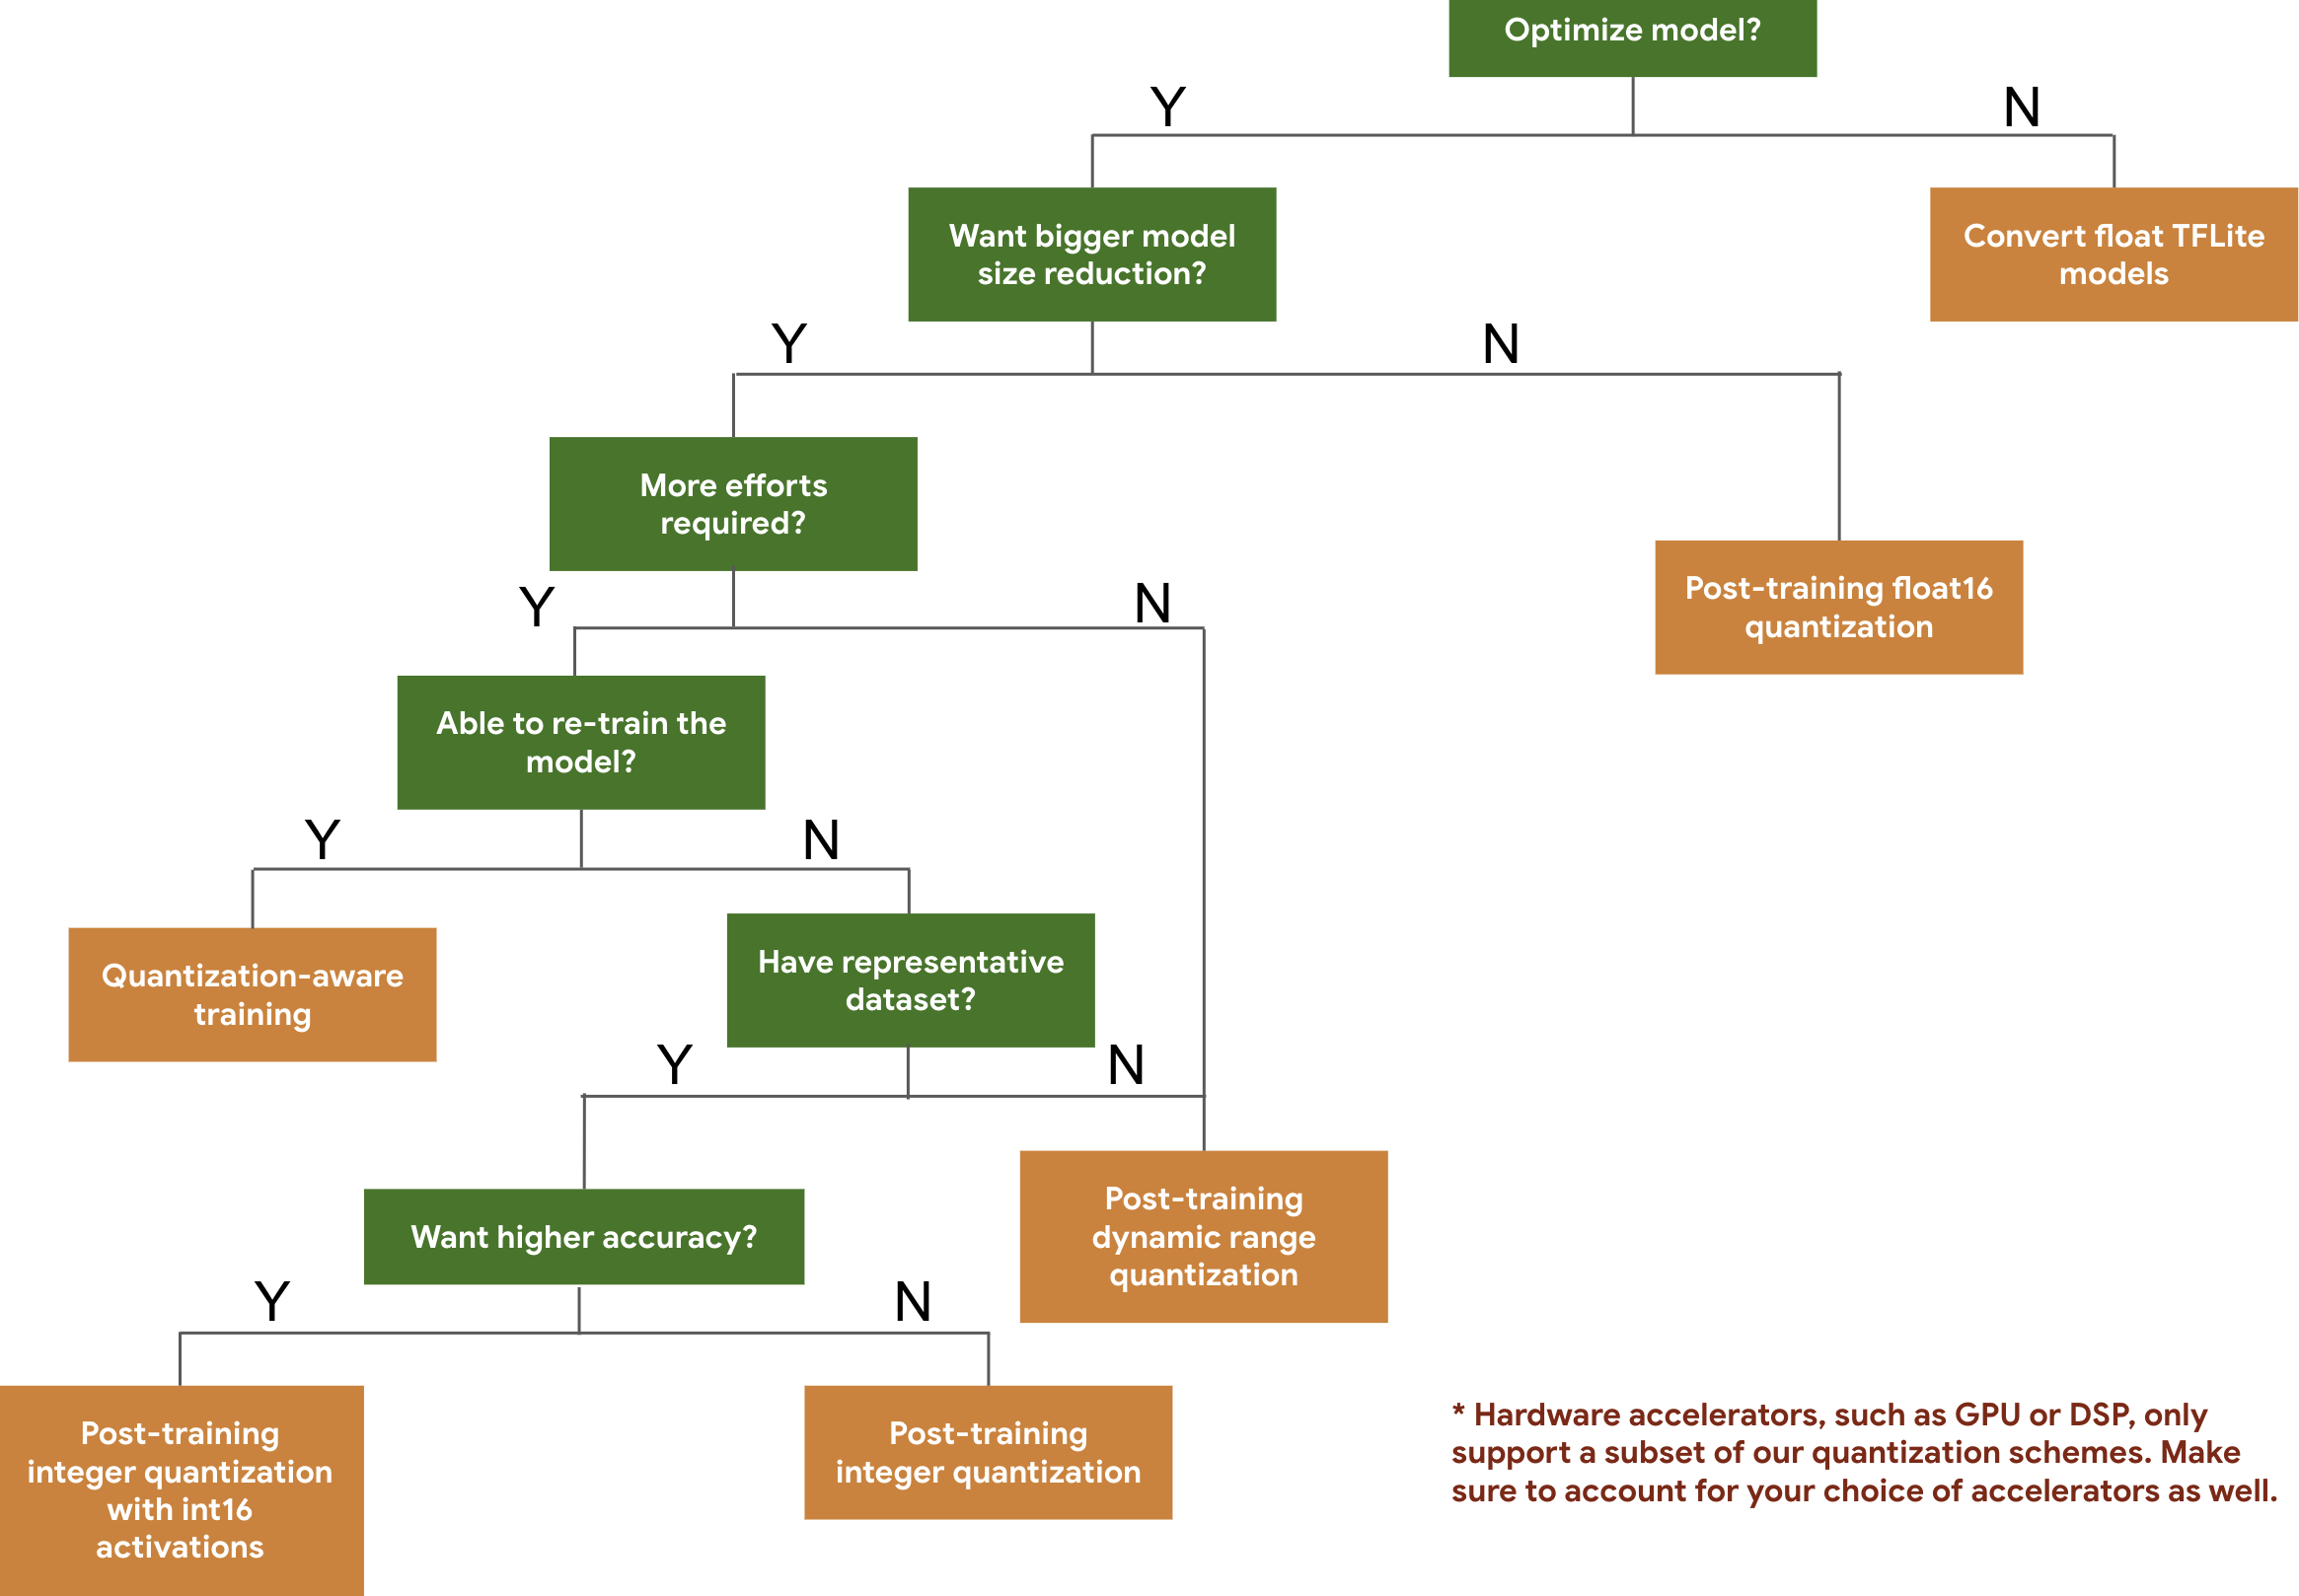 Optimize model?
Y
N
Want bigger model
size reduction?
Convert float TFLite
models
Y
N
More efforts
required?
Post-training float16
quantization
Y
N
Able to re-train the
model?
Y
N
Quantization-aware
training
Have representative
dataset?
Y
N
Want higher accuracy?
Post-training
dynamic range
quantization
Y
N
Post-training
integer quantization
with int16
activations
Post-training
integer quantization
* Hardware accelerators, such as GPU or DSP, only
support a subset of our quantization schemes. Make
sure to account for your choice of accelerators as well.